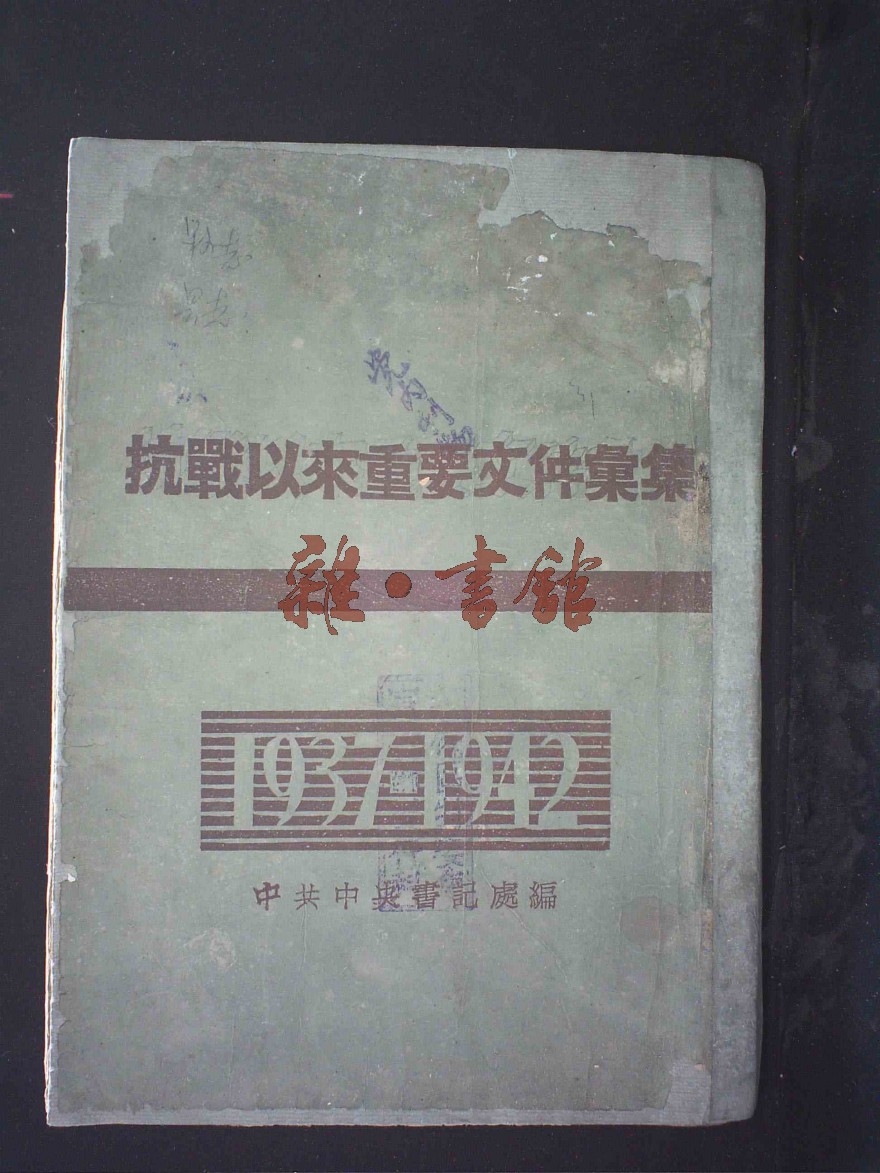 抗戰以來重要文件彙集
雜·書館
1937-1942
中共中央書記處編